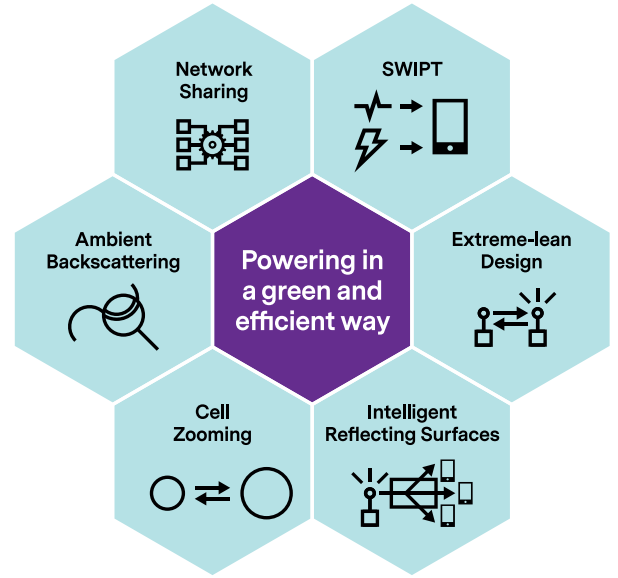 Network
Sharing
SWIPT
Ambient
Backscattering
Powering in
a green and
efficient way
Extreme-lean
Design
Cell
Zooming
Intelligent
Reflecting Surfaces